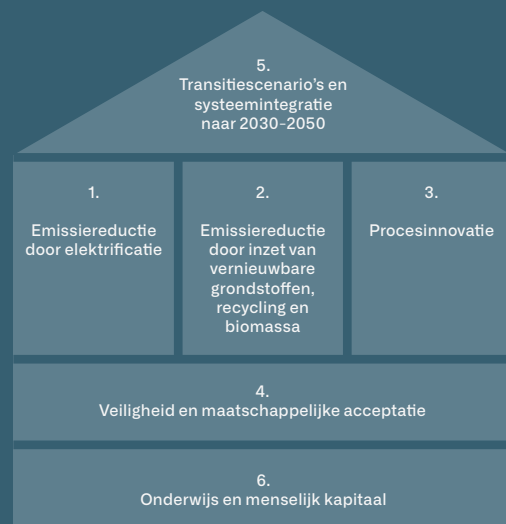 5.
Transitiescenario's en
systeemintegratie
naar 2030-2050
1.
Emissiereductie
door elektrificatie
2.
Emissiereductie
door inzet van
vernieuwbare
grondstoffen,
recycling en
biomassa
3.
Procesinnovatie
4.
Veiligheid en maatschappelijke acceptatie
6.
Onderwijs en menselijk kapitaal